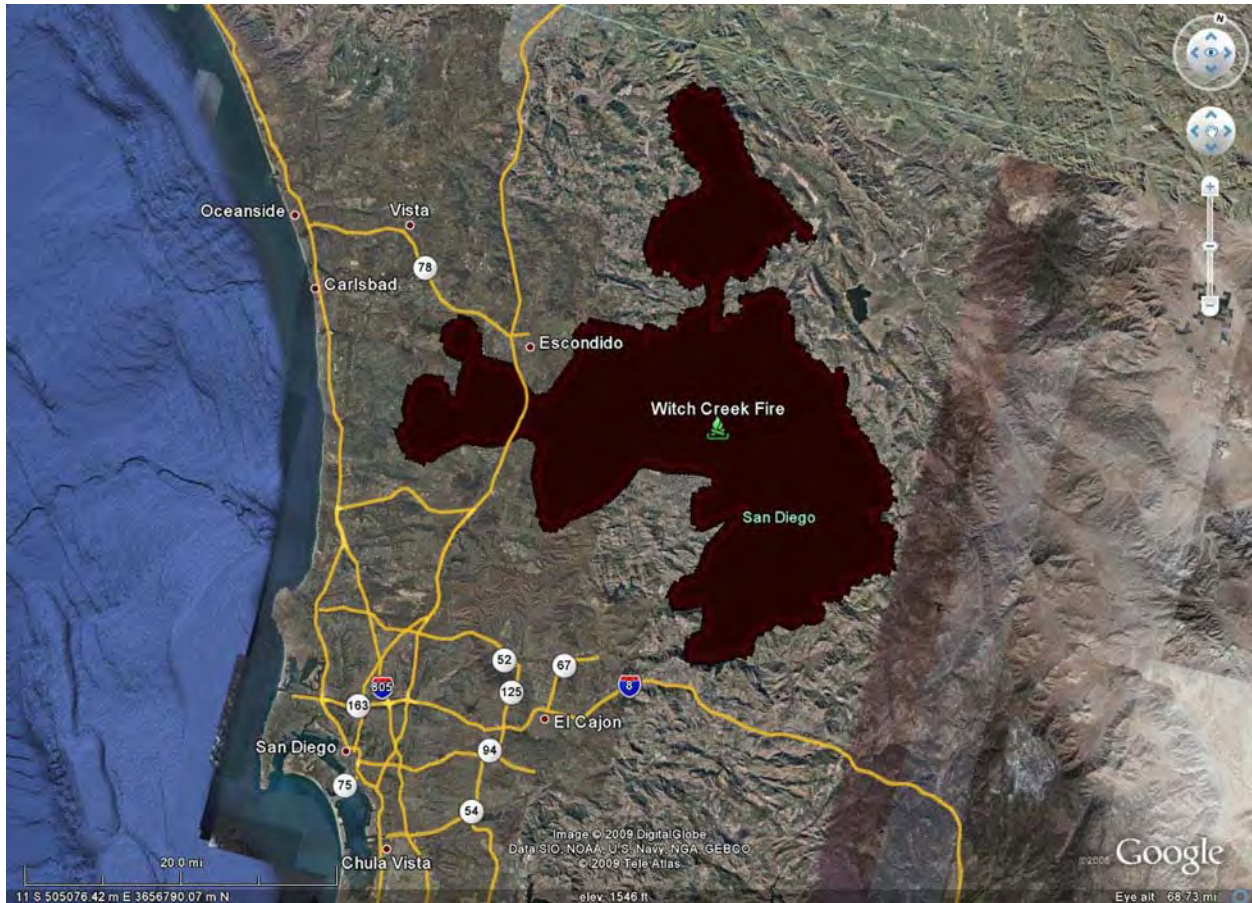 N
Oceanside
Vista
78
Carlsbad
Escondido
Witch Creek Fire
San Diego
52
67
805
8
125
163
El Cajon
San Diego
94
75
54
Image © 2009 DigitalGlobe
Data SIO, NOAA, U.S. Navy, NGA, GEBCO
© 2009 Tele Atlas
Chula Vista
20.0 mi
Google
11 S 505076.42 m E 3656790.07 m N
elev. 1546 ft
Eye alt 68.73 mi